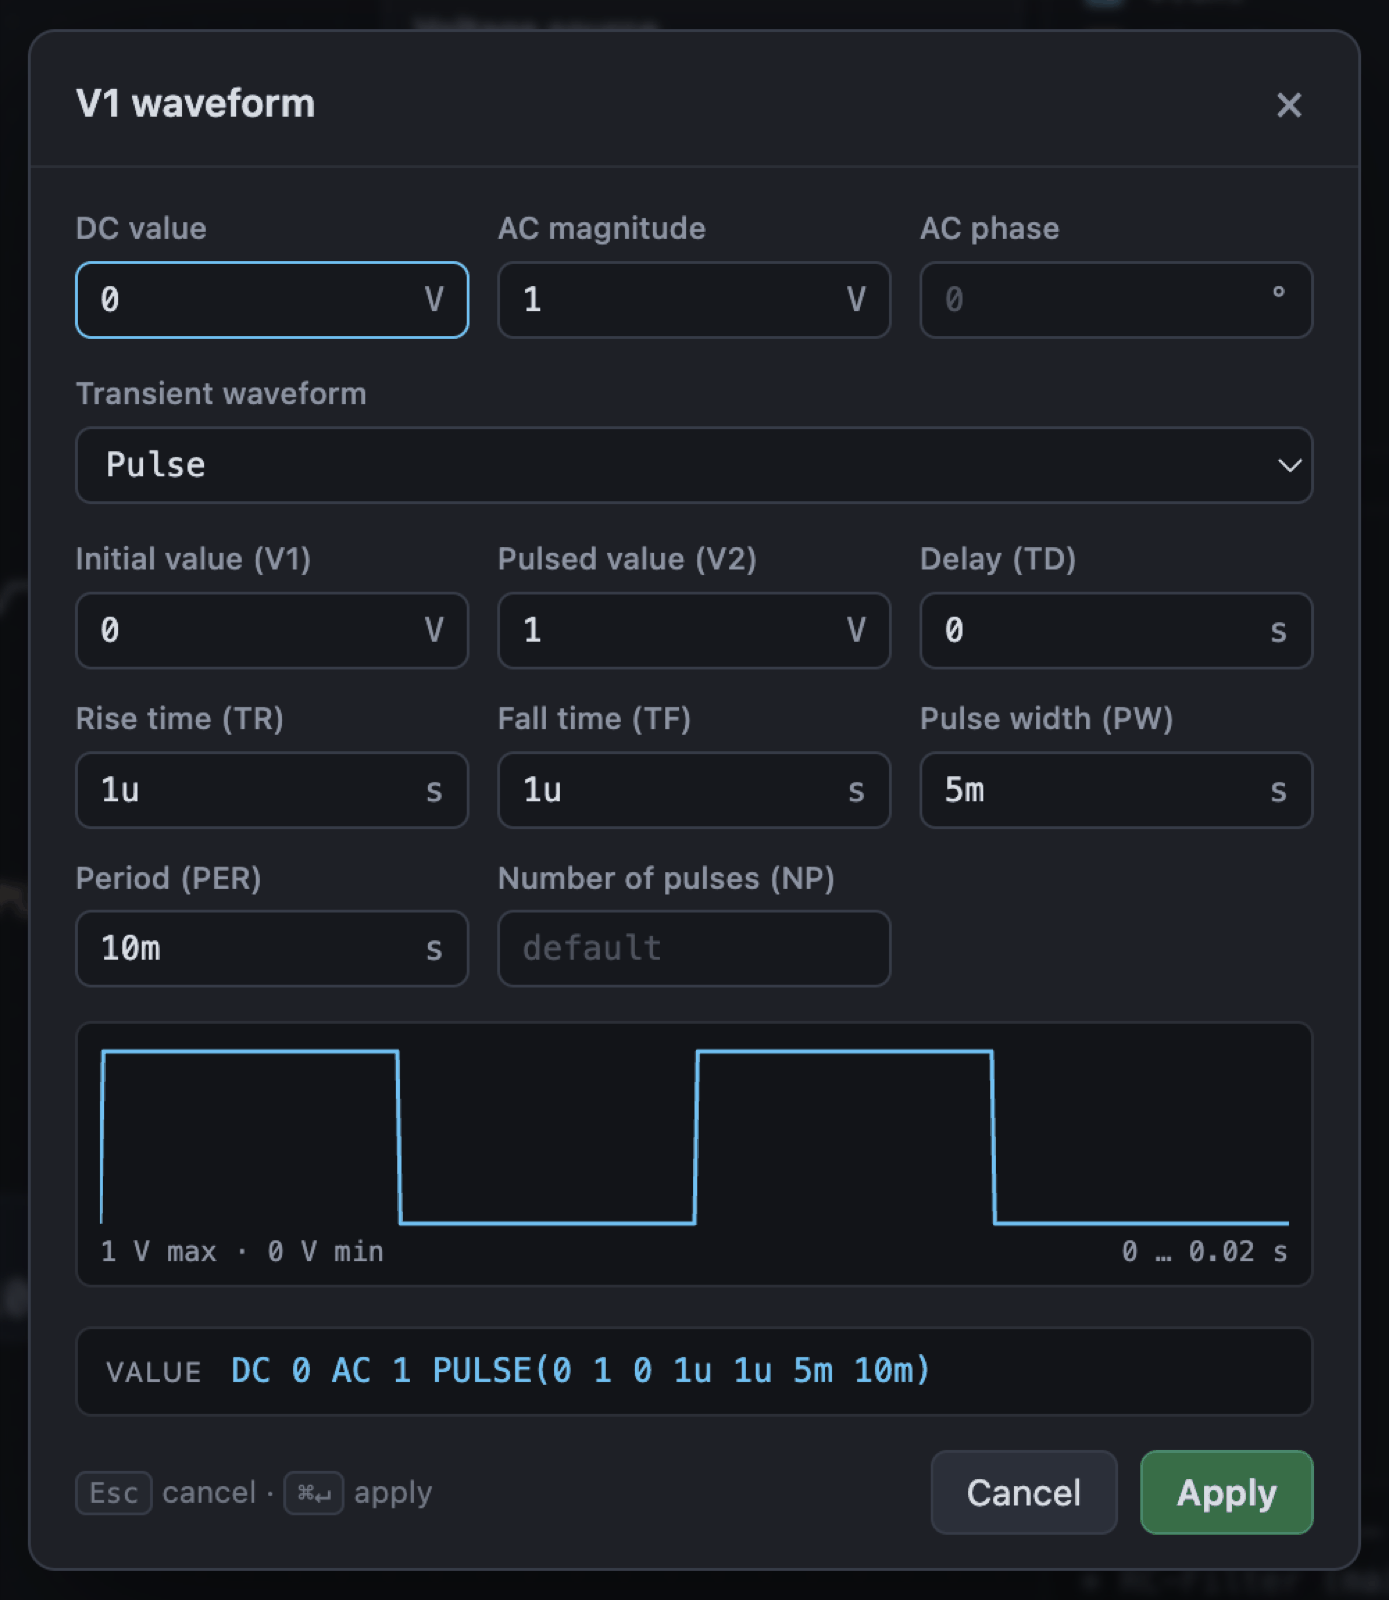 V1 waveform ×
DC value AC magnitude AC phase
0 V 1 V 0 °
Transient waveform
Pulse
Initial value (V1) Pulsed value (V2) Delay (TD)
0 V 1 V 0 s
Rise time (TR) Fall time (TF) Pulse width (PW)
1u s 1u s 5m s
Period (PER) Number of pulses (NP)
10m s default
1 V max · 0 V min 0 … 0.02 s
VALUE DC 0 AC 1 PULSE(0 1 0 1u 1u 5m 10m)
Esc cancel · ⌘↵ apply Cancel Apply